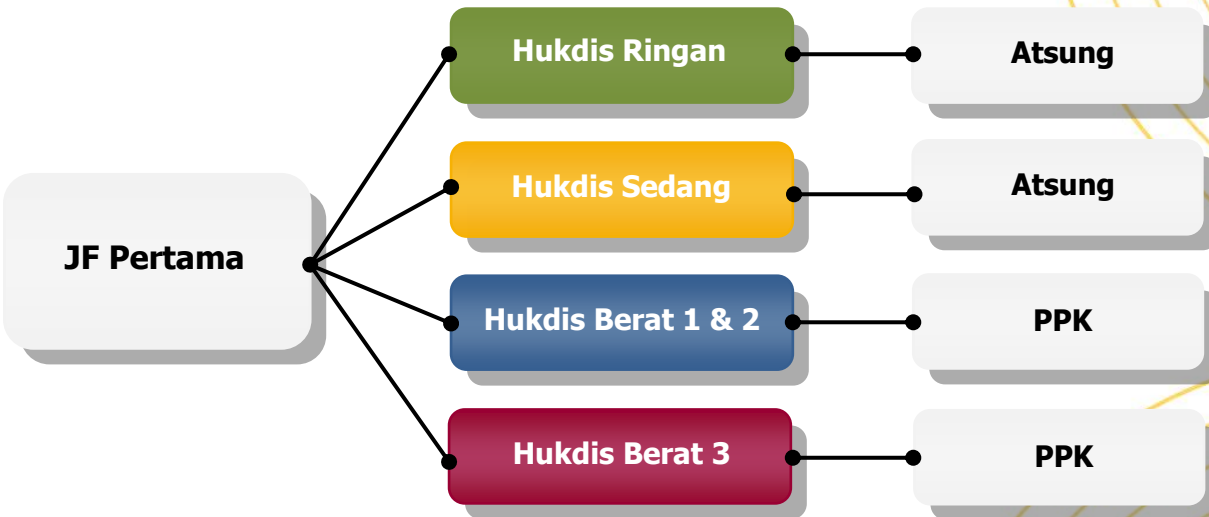 JF Pertama
Hukdis Ringan
Atsung
Hukdis Sedang
Atsung
Hukdis Berat 1 & 2
PPK
Hukdis Berat 3
PPK